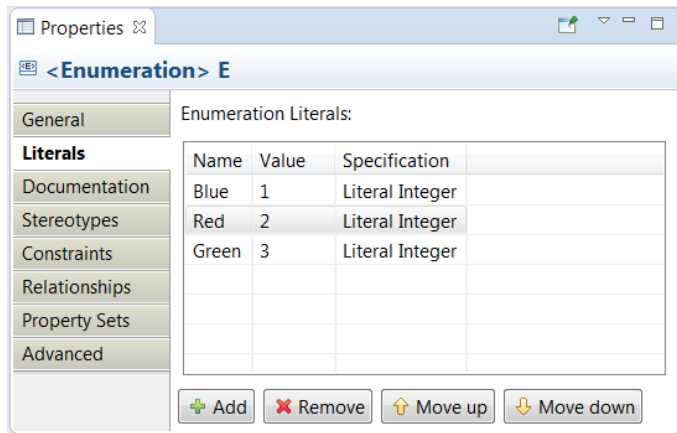 Properties
<Enumeration> E
General
Literals
Documentation
Stereotypes
Constraints
Relationships
Property Sets
Advanced
Enumeration Literals:
Name Value Specification
Blue 1 Literal Integer
Red 2 Literal Integer
Green 3 Literal Integer
Add Remove Move up Move down